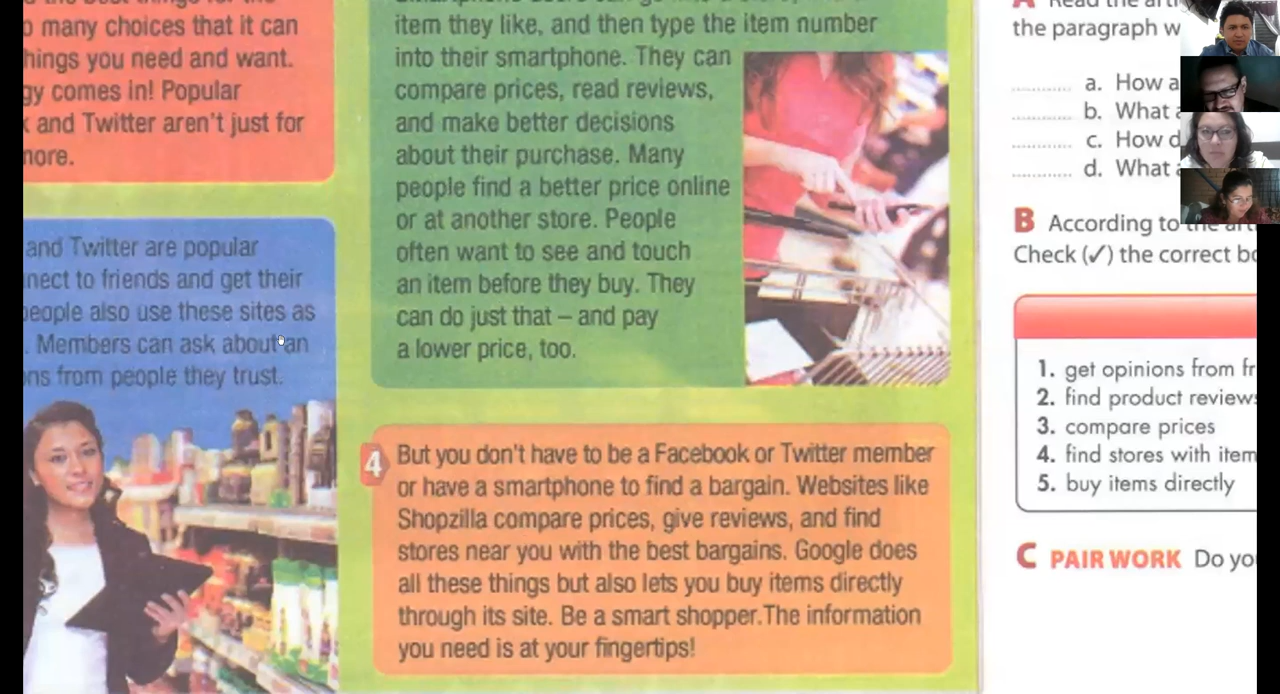 o many choices that it can
hings you need and want.
gy comes in! Popular
k and Twitter aren't just for
more.
and Twitter are popular
nnect to friends and get their
people also use these sites as
. Members can ask about an
ons from people they trust.
item they like, and then type the item number
into their smartphone. They can
compare prices, read reviews,
and make better decisions
about their purchase. Many
people find a better price online
or at another store. People
often want to see and touch
an item before they buy. They
can do just that – and pay
a lower price, too.
4
But you don't have to be a Facebook or Twitter member
or have a smartphone to find a bargain. Websites like
Shopzilla compare prices, give reviews, and find
stores near you with the best bargains. Google does
all these things but also lets you buy items directly
through its site. Be a smart shopper.The information
you need is at your fingertips!
A Read the
the paragraph w
a. How a
b. What a
c. How d
d. What a
B According to
Check (✓) the correct bo
1. get opinions from fr
2. find product reviews
3. compare prices
4. find stores with item
5. buy items directly
C PAIR WORK Do yo